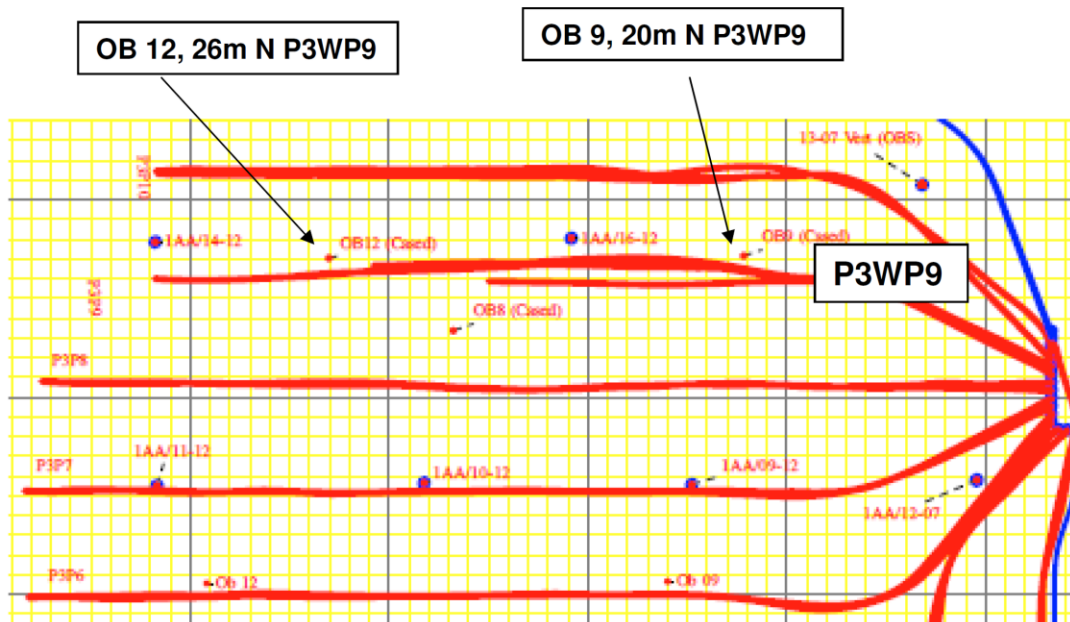 OB 12, 26m N P3WP9
OB 9, 20m N P3WP9
13-07 Vert (OBS)
P3P10
1AA/14-12
OB12 (Cased)
1AA/16-12
OB9 (Cased)
P3WP9
P3P9
OB8 (Cased)
P3P8
1AA/11-12
P3P7
1AA/10-12
1AA/09-12
1AA/12-07
P3P6
Ob 12
Ob 09